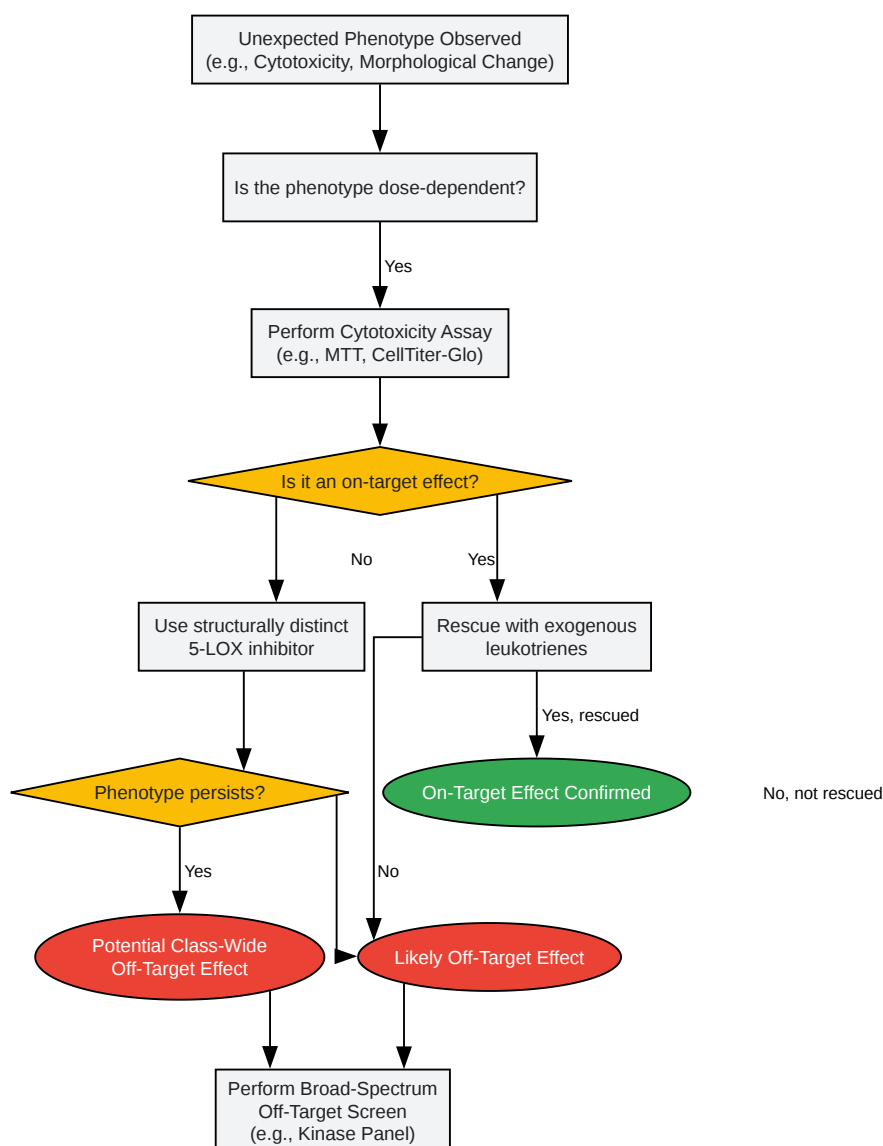 Unexpected Phenotype Observed
(e.g., Cytotoxicity, Morphological Change)
Is the phenotype dose-dependent?
Yes
Perform Cytotoxicity Assay
(e.g., MTT, CellTiter-Glo)
Is it an on-target effect?
No
Yes
Use structurally distinct
5-LOX inhibitor
Rescue with exogenous
leukotrienes
Yes, rescued
Phenotype persists?
On-Target Effect Confirmed
No, not rescued
Yes
No
Potential Class-Wide
Off-Target Effect
Likely Off-Target Effect
Perform Broad-Spectrum
Off-Target Screen
(e.g., Kinase Panel)